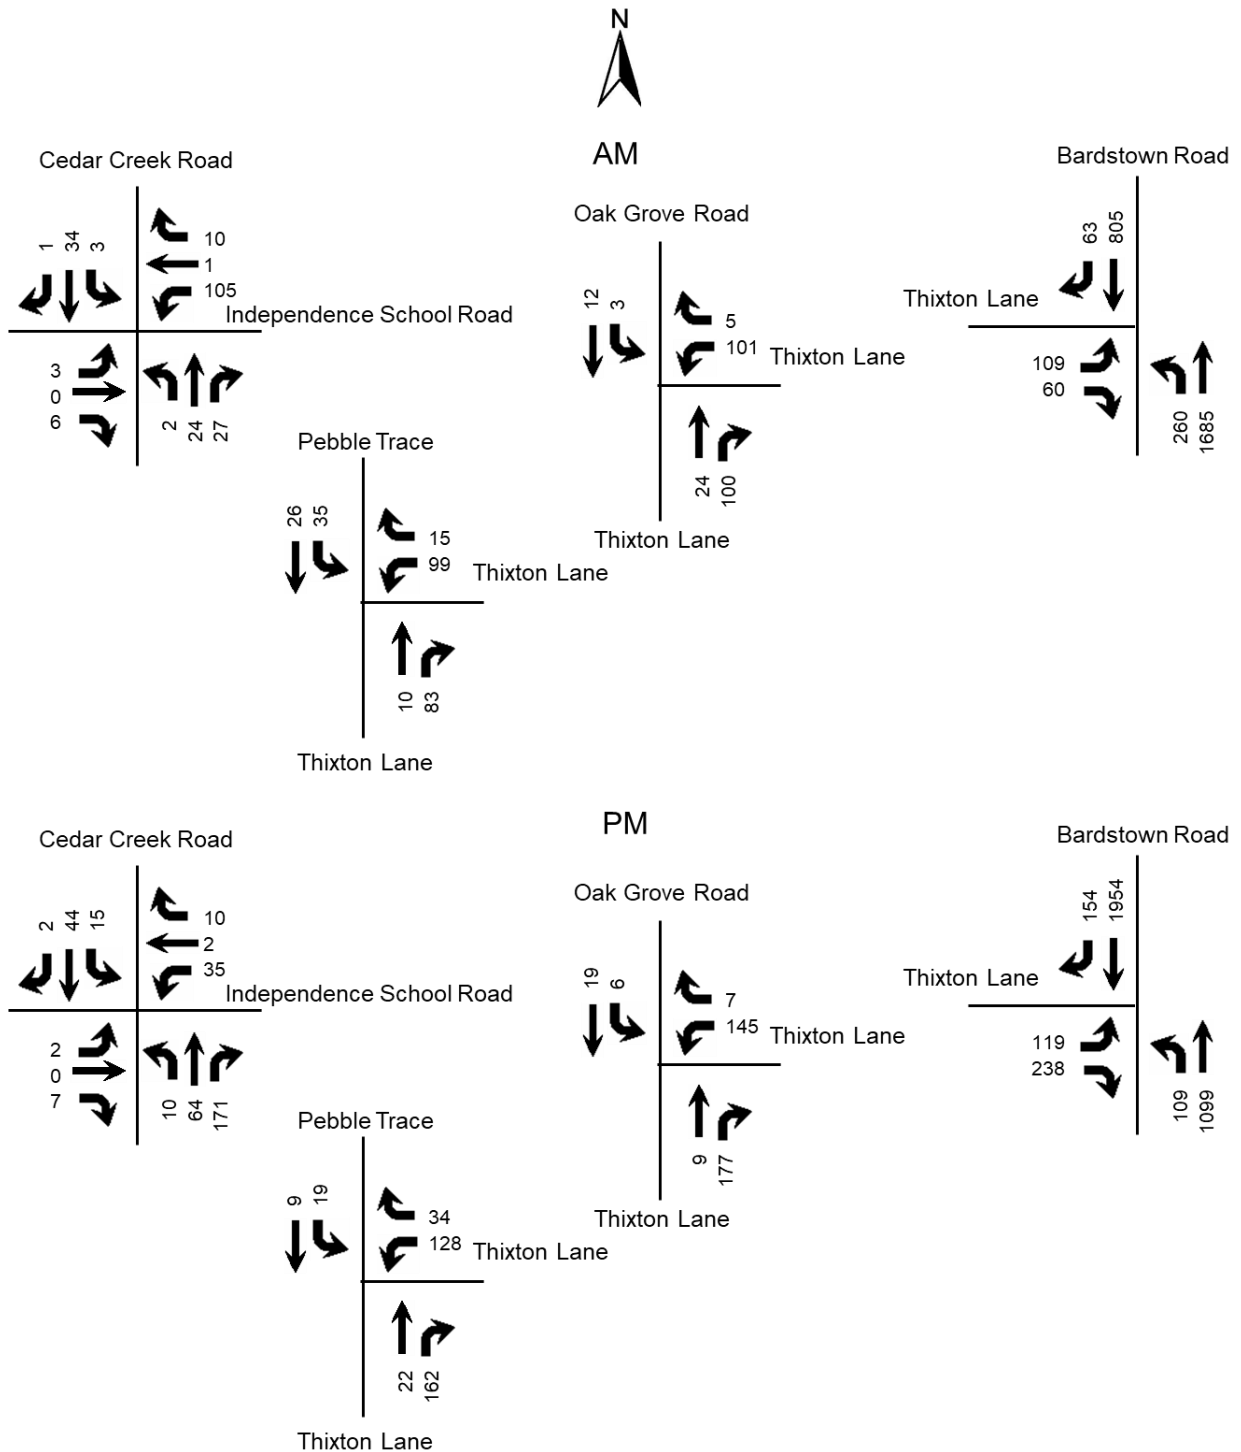 N
AM
Cedar Creek Road
1 34 3
10
1
105
Independence School Road
3
0
6
2 24 27
Pebble Trace
26 35
15
99
Thixton Lane
10 83
Thixton Lane
Oak Grove Road
12 3
5
101
Thixton Lane
24 100
Thixton Lane
Bardstown Road
63 805
Thixton Lane
109
60
260 1685
PM
Cedar Creek Road
2 44 15
10
2
35
Independence School Road
2
0
7
10 64 171
Pebble Trace
9 19
34
128
Thixton Lane
22 162
Thixton Lane
Oak Grove Road
19 6
7
145
Thixton Lane
9 177
Thixton Lane
Bardstown Road
154 1954
Thixton Lane
119
238
109 1099